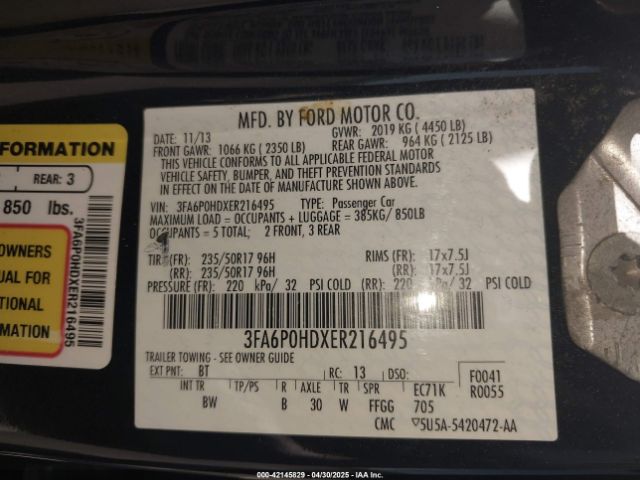 FORMATION
REAR: 3
850 lbs.
OWNERS
UAL FOR
TIONAL
RMATION
3FA6P0HDXER216495
MFD. BY FORD MOTOR CO.
DATE: 11/13 GVWR: 2019 KG ( 4450 LB)
FRONT GAWR: 1066 KG ( 2350 LB) REAR GAWR: 964 KG ( 2125 LB)
THIS VEHICLE CONFORMS TO ALL APPLICABLE FEDERAL MOTOR
VEHICLE SAFETY, BUMPER, AND THEFT PREVENTION STANDARDS
IN EFFECT ON THE DATE OF MANUFACTURE SHOWN ABOVE.
VIN: 3FA6P0HDXER216495 TYPE: Passenger Car
MAXIMUM LOAD = OCCUPANTS + LUGGAGE = 385KG/ 850LB
OCCUPANTS = 5 TOTAL; 2 FRONT, 3 REAR
TIRE (FR): 235/50R17 96H RIMS (FR): 17x7.5J
(RR): 235/50R17 96H (RR): 17x7.5J
PRESSURE (FR): 220 kPa/ 32 PSI COLD (RR): 220 kPa/ 32 PSI COLD
3FA6P0HDXER216495
TRAILER TOWING - SEE OWNER GUIDE
EXT PNT: BT RC: 13 DSO: F0041
INT TR TP/PS R AXLE TR SPR EC71K R0055
BW B 30 W FFGG 705
CMC ▽5U5A-5420472-AA
000-42145829 04/30/2025 IAAI.COM